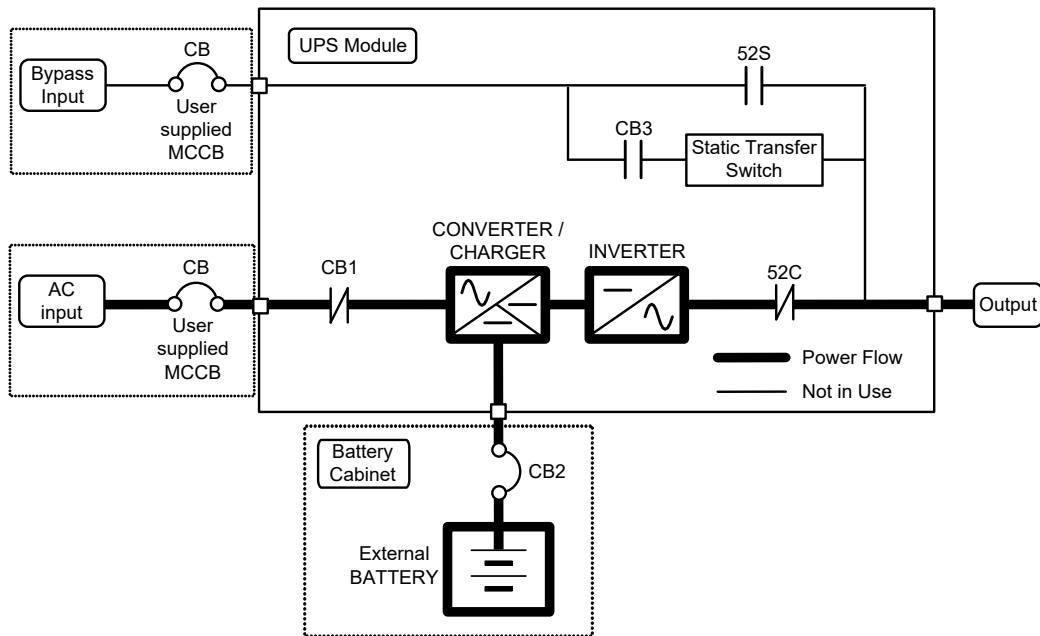 UPS Module
Bypass
Input
CB
User
supplied
MCCB
52S
CB3
Static Transfer
Switch
AC
input
CB
User
supplied
MCCB
CB1
CONVERTER /
CHARGER
INVERTER
52C
Output
Power Flow
Not in Use
Battery
Cabinet
CB2
External
BATTERY